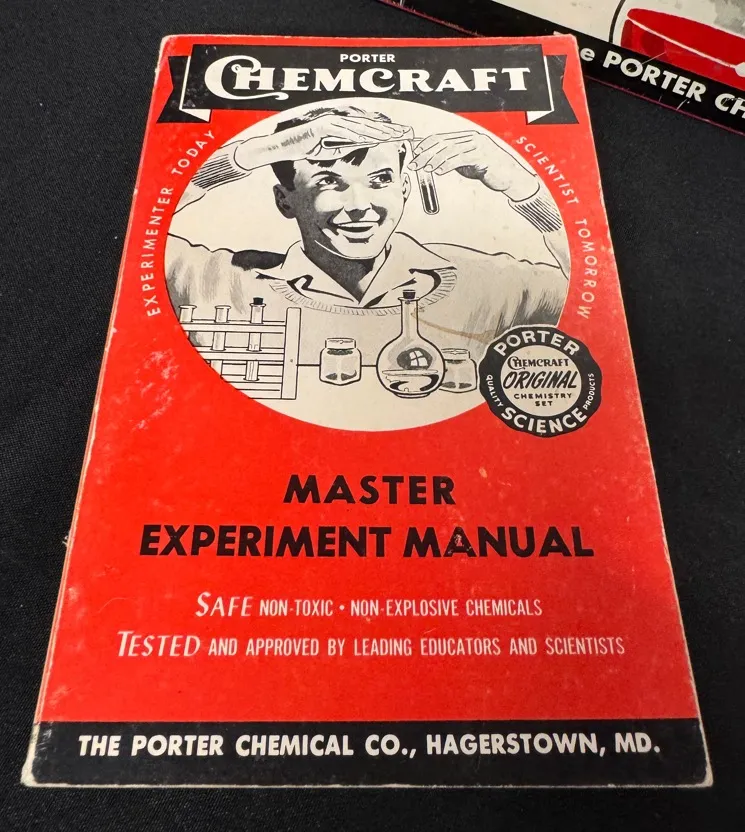 PORTER
CHEMCRAFT
EXPERIMENTER TODAY
SCIENTIST TOMORROW
PORTER
CHEMCRAFT
ORIGINAL
CHEMISTRY
SET
QUALITY
PRODUCTS
SCIENCE
MASTER
EXPERIMENT MANUAL
SAFE NON-TOXIC • NON-EXPLOSIVE CHEMICALS
TESTED AND APPROVED BY LEADING EDUCATORS AND SCIENTISTS
THE PORTER CHEMICAL CO., HAGERSTOWN, MD.
The PORTER CH